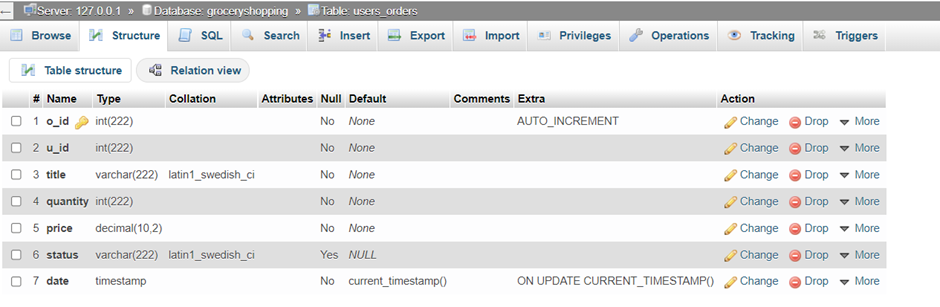 Server: 127.0.0.1 » Database: groceryshopping » Table: users_orders
Browse Structure SQL Search Insert Export Import Privileges Operations Tracking Triggers
Table structure Relation view
# Name Type Collation Attributes Null Default Comments Extra Action
1 o_id int(222) No None AUTO_INCREMENT Change Drop More
2 u_id int(222) No None Change Drop More
3 title varchar(222) latin1_swedish_ci No None Change Drop More
4 quantity int(222) No None Change Drop More
5 price decimal(10,2) No None Change Drop More
6 status varchar(222) latin1_swedish_ci Yes NULL Change Drop More
7 date timestamp No current_timestamp() ON UPDATE CURRENT_TIMESTAMP() Change Drop More